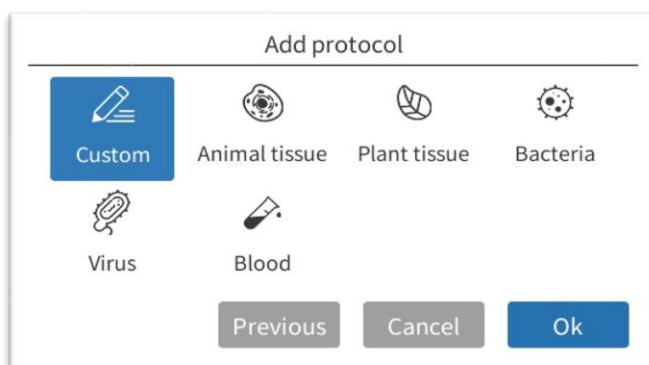 Add protocol
Custom Animal tissue Plant tissue Bacteria
Virus Blood
Previous Cancel Ok